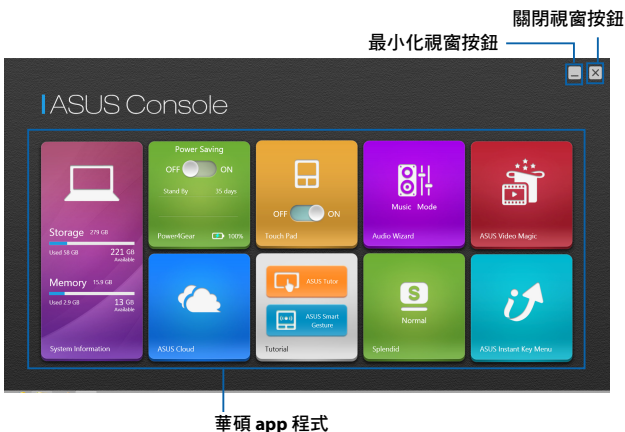 關閉視窗按鈕
最小化視窗按鈕
ASUS Console
Storage 279 GB
Used 58 GB 221 GB
Available
Memory 15.9 GB
Used 2.9 GB 13 GB
Available
System Information
Power Saving
OFF ON
Stand By 35 days
Power4Gear 100%
OFF ON
Touch Pad
Music Mode
Audio Wizard
ASUS Video Magic
ASUS Cloud
ASUS Tutor
ASUS Smart
Gesture
Tutorial
S
Normal
Splendid
ASUS Instant Key Menu
華碩 app 程式